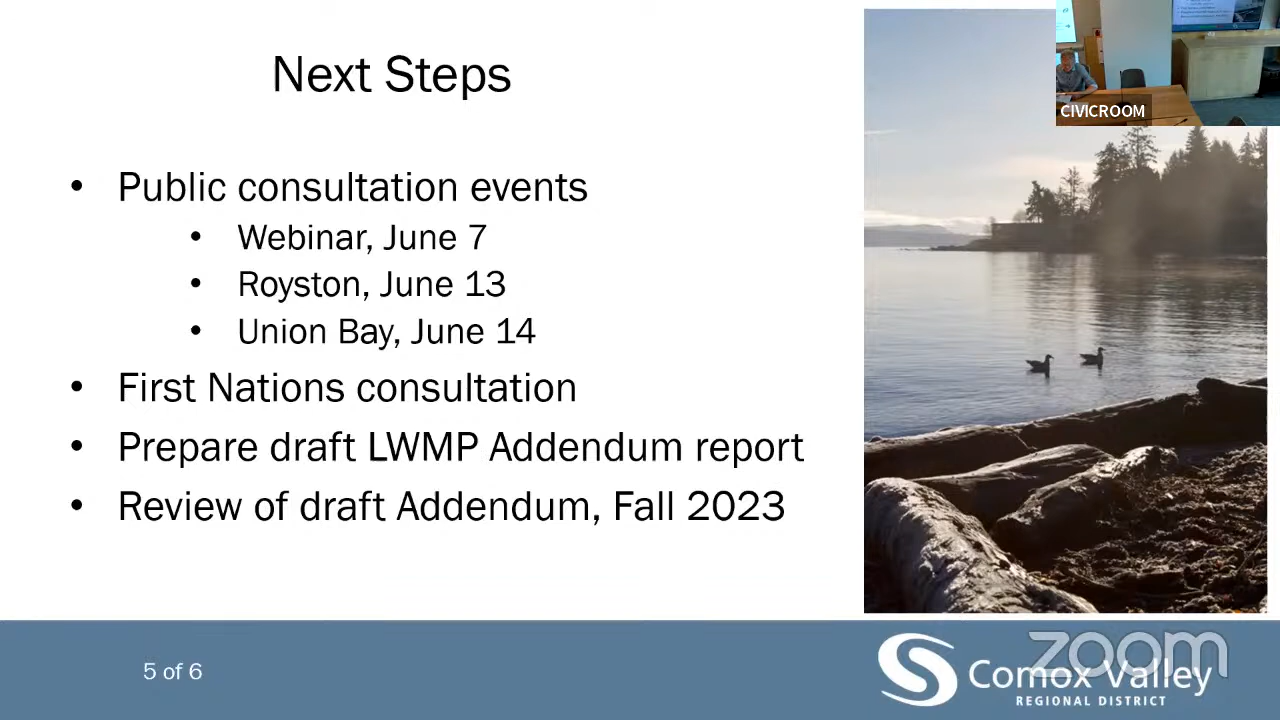 Next Steps
CIVICROOM
• Public consultation events
• Webinar, June 7
• Royston, June 13
• Union Bay, June 14
• First Nations consultation
• Prepare draft LWMP Addendum report
• Review of draft Addendum, Fall 2023
5 of 6
zoom
Comox Valley
REGIONAL DISTRICT